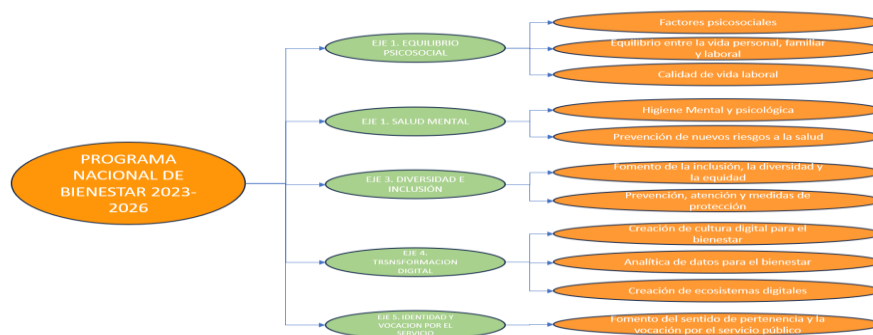 PROGRAMA
NACIONAL DE
BIENESTAR 2023-
2026
EJE 1. EQUILIBRIO
PSICOSOCIAL
Factores psicosociales
Equilibrio entre la vida personal, familiar
y laboral
Calidad de vida laboral
EJE 1. SALUD MENTAL
Higiene Mental y psicológica
Prevención de nuevos riesgos a la salud
EJE 3. DIVERSIDAD E
INCLUSIÓN
Fomento de la inclusión, la diversidad y
la equidad
Prevención, atención y medidas de
protección
EJE 4.
TRSNFORMACION
DIGITAL
Creación de cultura digital para el
bienestar
Analítica de datos para el bienestar
Creación de ecosistemas digitales
EJE 5. IDENTIDAD Y
VOCACION POR EL
SERVICIO
Fomento del sentido de pertenencia y la
vocación por el servicio público